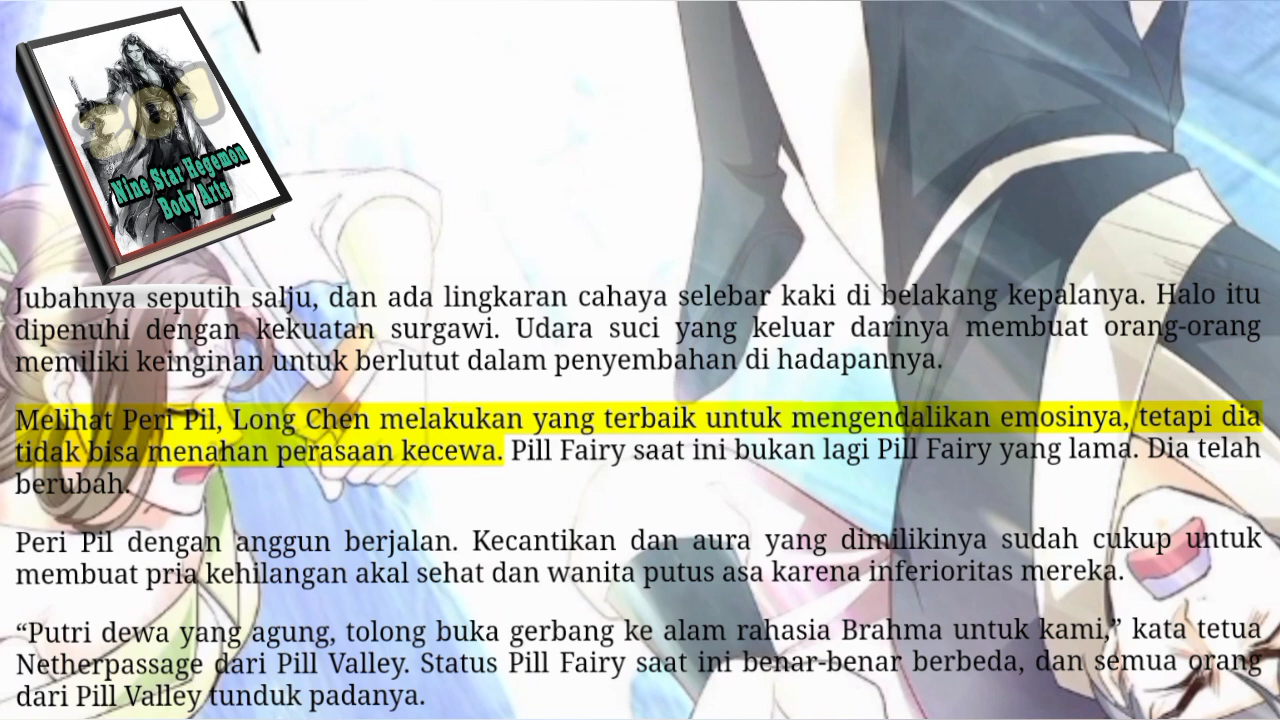 301
Nine Star Hegemon
Body Arts
Jubahnya seputih salju, dan ada lingkaran cahaya selebar kaki di belakang kepalanya. Halo itu
dipenuhi dengan kekuatan surgawi. Udara suci yang keluar darinya membuat orang-orang
memiliki keinginan untuk berlutut dalam penyembahan di hadapannya.
Melihat Peri Pil, Long Chen melakukan yang terbaik untuk mengendalikan emosinya, tetapi dia
tidak bisa menahan perasaan kecewa. Pill Fairy saat ini bukan lagi Pill Fairy yang lama. Dia telah
berubah.
Peri Pil dengan anggun berjalan. Kecantikan dan aura yang dimilikinya sudah cukup untuk
membuat pria kehilangan akal sehat dan wanita putus asa karena inferioritas mereka.
“Putri dewa yang agung, tolong buka gerbang ke alam rahasia Brahma untuk kami,” kata tetua
Netherpassage dari Pill Valley. Status Pill Fairy saat ini benar-benar berbeda, dan semua orang
dari Pill Valley tunduk padanya.